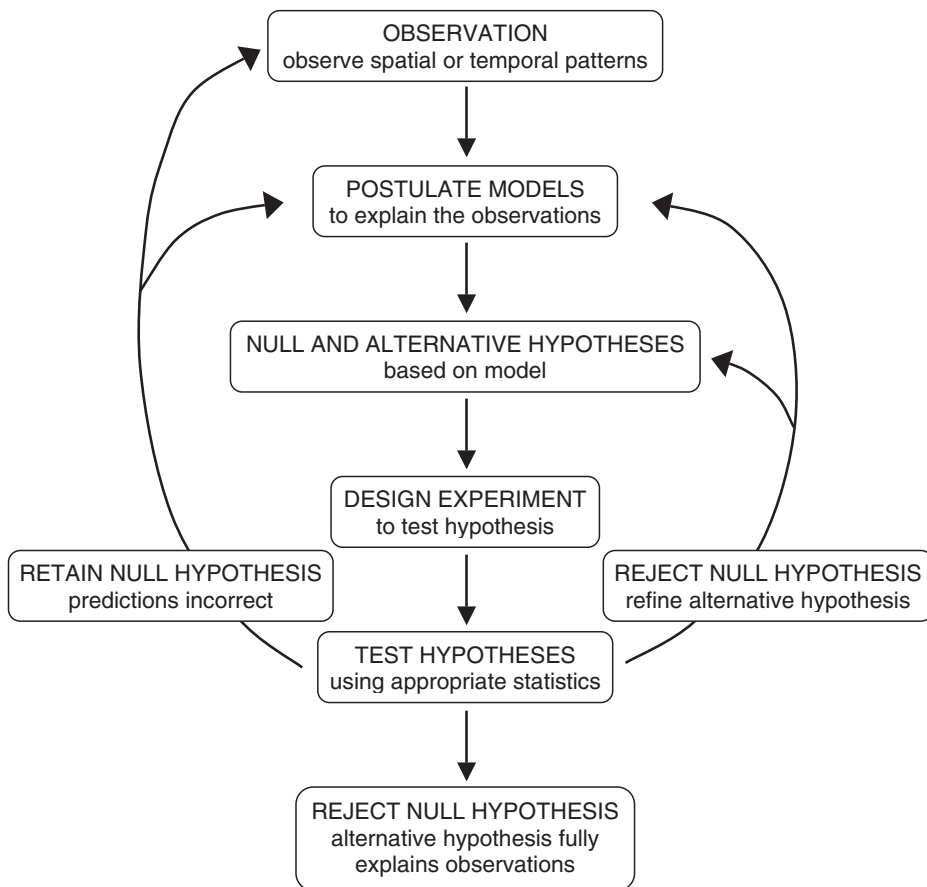 OBSERVATION
observe spatial or temporal patterns
POSTULATE MODELS
to explain the observations
NULL AND ALTERNATIVE HYPOTHESES
based on model
DESIGN EXPERIMENT
to test hypothesis
RETAIN NULL HYPOTHESIS
predictions incorrect
REJECT NULL HYPOTHESIS
refine alternative hypothesis
TEST HYPOTHESES
using appropriate statistics
REJECT NULL HYPOTHESIS
alternative hypothesis fully
explains observations